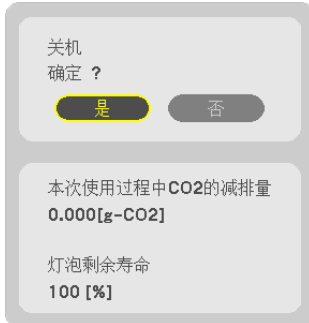 关机
确定 ?
是 否
本次使用过程中CO2的减排量
0.000[g-CO2]
灯泡剩余寿命
100 [%]